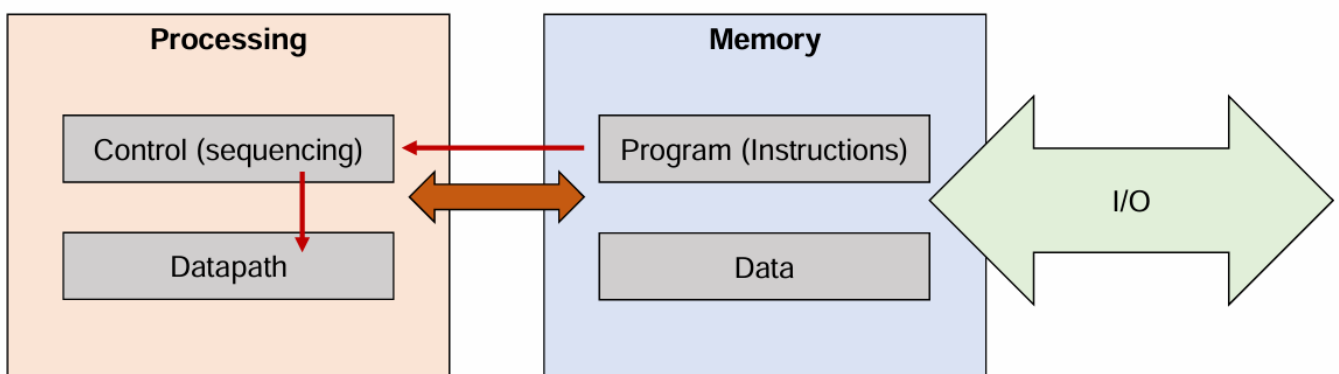 Processing
Memory
Control (sequencing)
Program (Instructions)
I/O
Datapath
Data